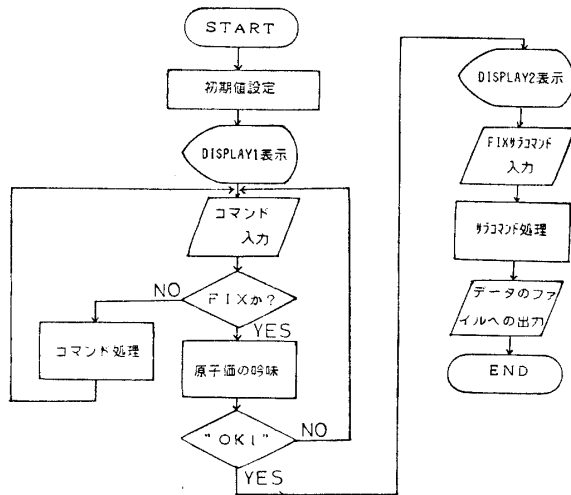 START
初期値設定
DISPLAY1表示
コマンド
入力
FIXか?
NO
YES
コマンド処理
原子価の吟味
"OK!"
NO
YES
DISPLAY2表示
FIXサブコマンド
入力
サブコマンド処理
データのファ
イルへの出力
END